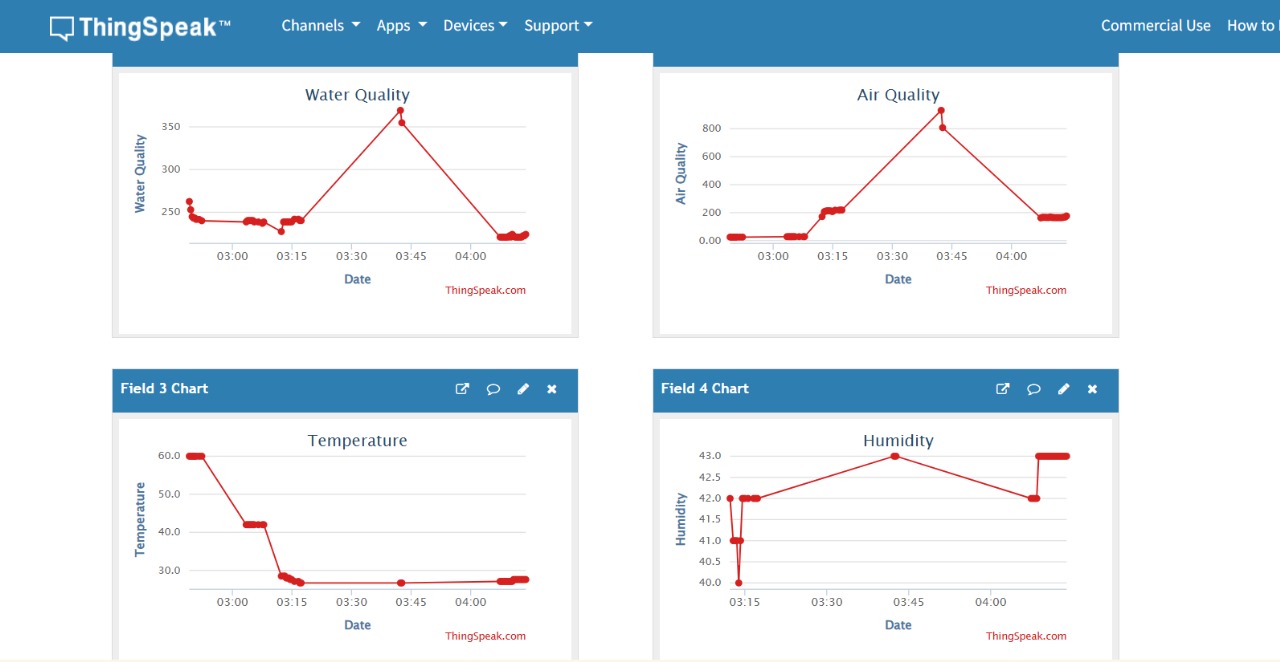 ThingSpeak™ Channels Apps Devices Support Commercial Use How to
Water Quality
Water Quality
350
300
250
03:00 03:15 03:30 03:45 04:00
Date
ThingSpeak.com
Air Quality
Air Quality
800
600
400
200
0.00
03:00 03:15 03:30 03:45 04:00
Date
ThingSpeak.com
Field 3 Chart
Temperature
Temperature
60.0
50.0
40.0
30.0
03:00 03:15 03:30 03:45 04:00
Date
ThingSpeak.com
Field 4 Chart
Humidity
Humidity
43.0
42.5
42.0
41.5
41.0
40.5
40.0
03:15 03:30 03:45 04:00
Date
ThingSpeak.com